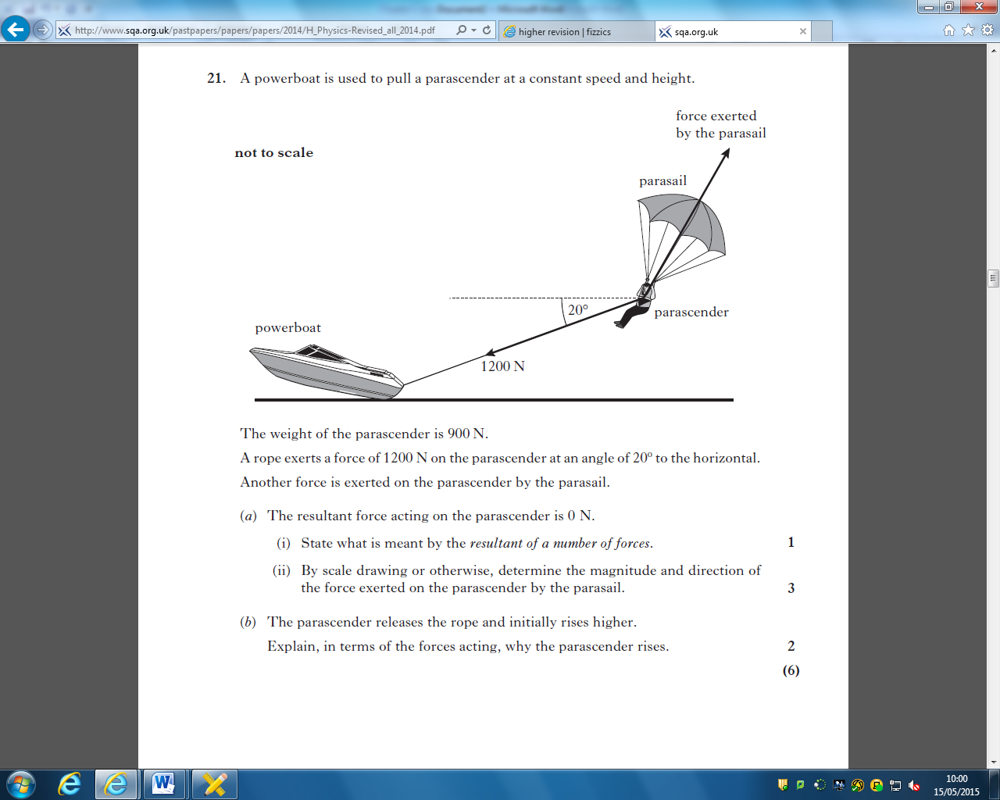 http://www.sqa.org.uk/pastpapers/papers/papers/2014/H_Physics-Revised_all_2014.pdf
higher revision | fizzics
sqa.org.uk
21. A powerboat is used to pull a parascender at a constant speed and height.
force exerted
by the parasail
not to scale
parasail
20°
parascender
powerboat
1200 N
The weight of the parascender is 900 N.
A rope exerts a force of 1200 N on the parascender at an angle of 20º to the horizontal.
Another force is exerted on the parascender by the parasail.
(a) The resultant force acting on the parascender is 0 N.
(i) State what is meant by the resultant of a number of forces. 1
(ii) By scale drawing or otherwise, determine the magnitude and direction of
the force exerted on the parascender by the parasail. 3
(b) The parascender releases the rope and initially rises higher.
Explain, in terms of the forces acting, why the parascender rises. 2
(6)
10:00
15/05/2015